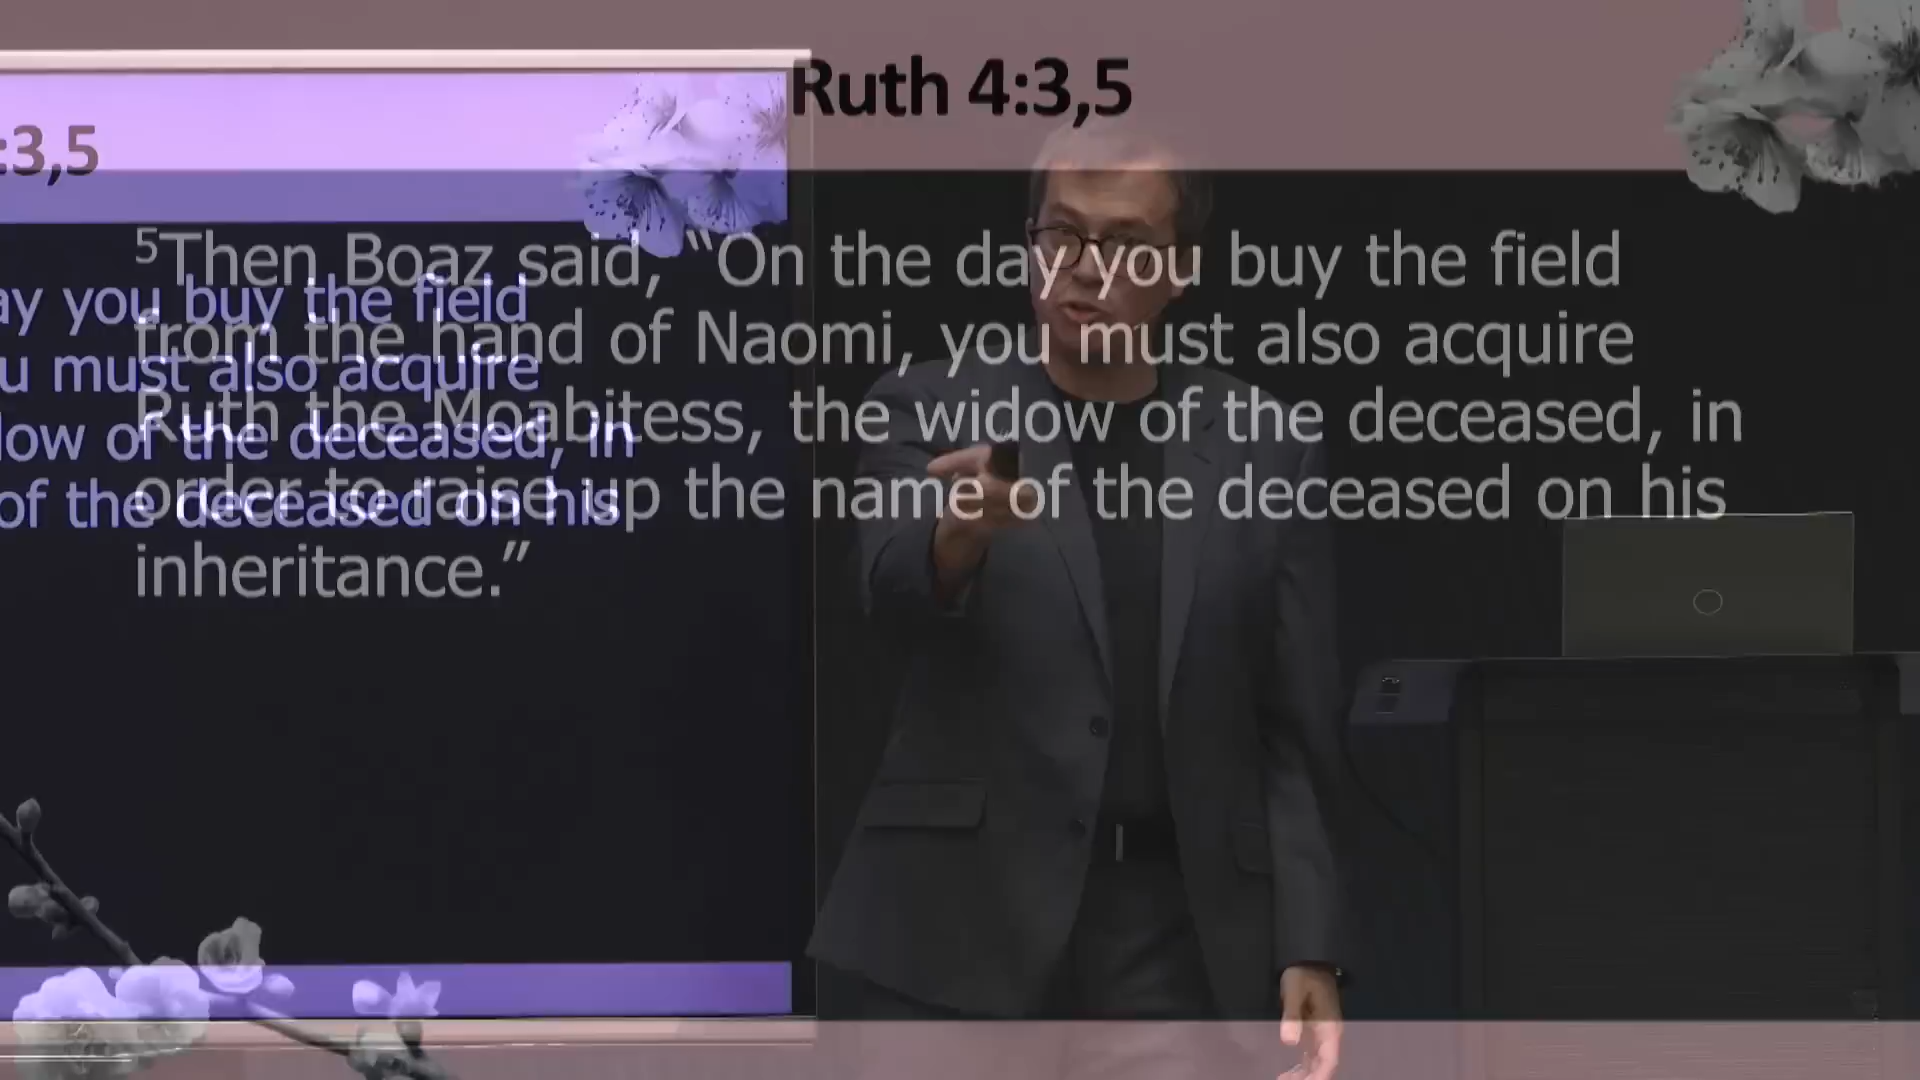 Ruth 4:3,5
:3,5
⁵Then Boaz said, “On the day you buy the field
from the hand of Naomi, you must also acquire
Ruth the Moabitess, the widow of the deceased, in
order to raise up the name of the deceased on his
inheritance.”
ay you buy the field
u must also acquire
low of the deceased, in
of the deceased on his